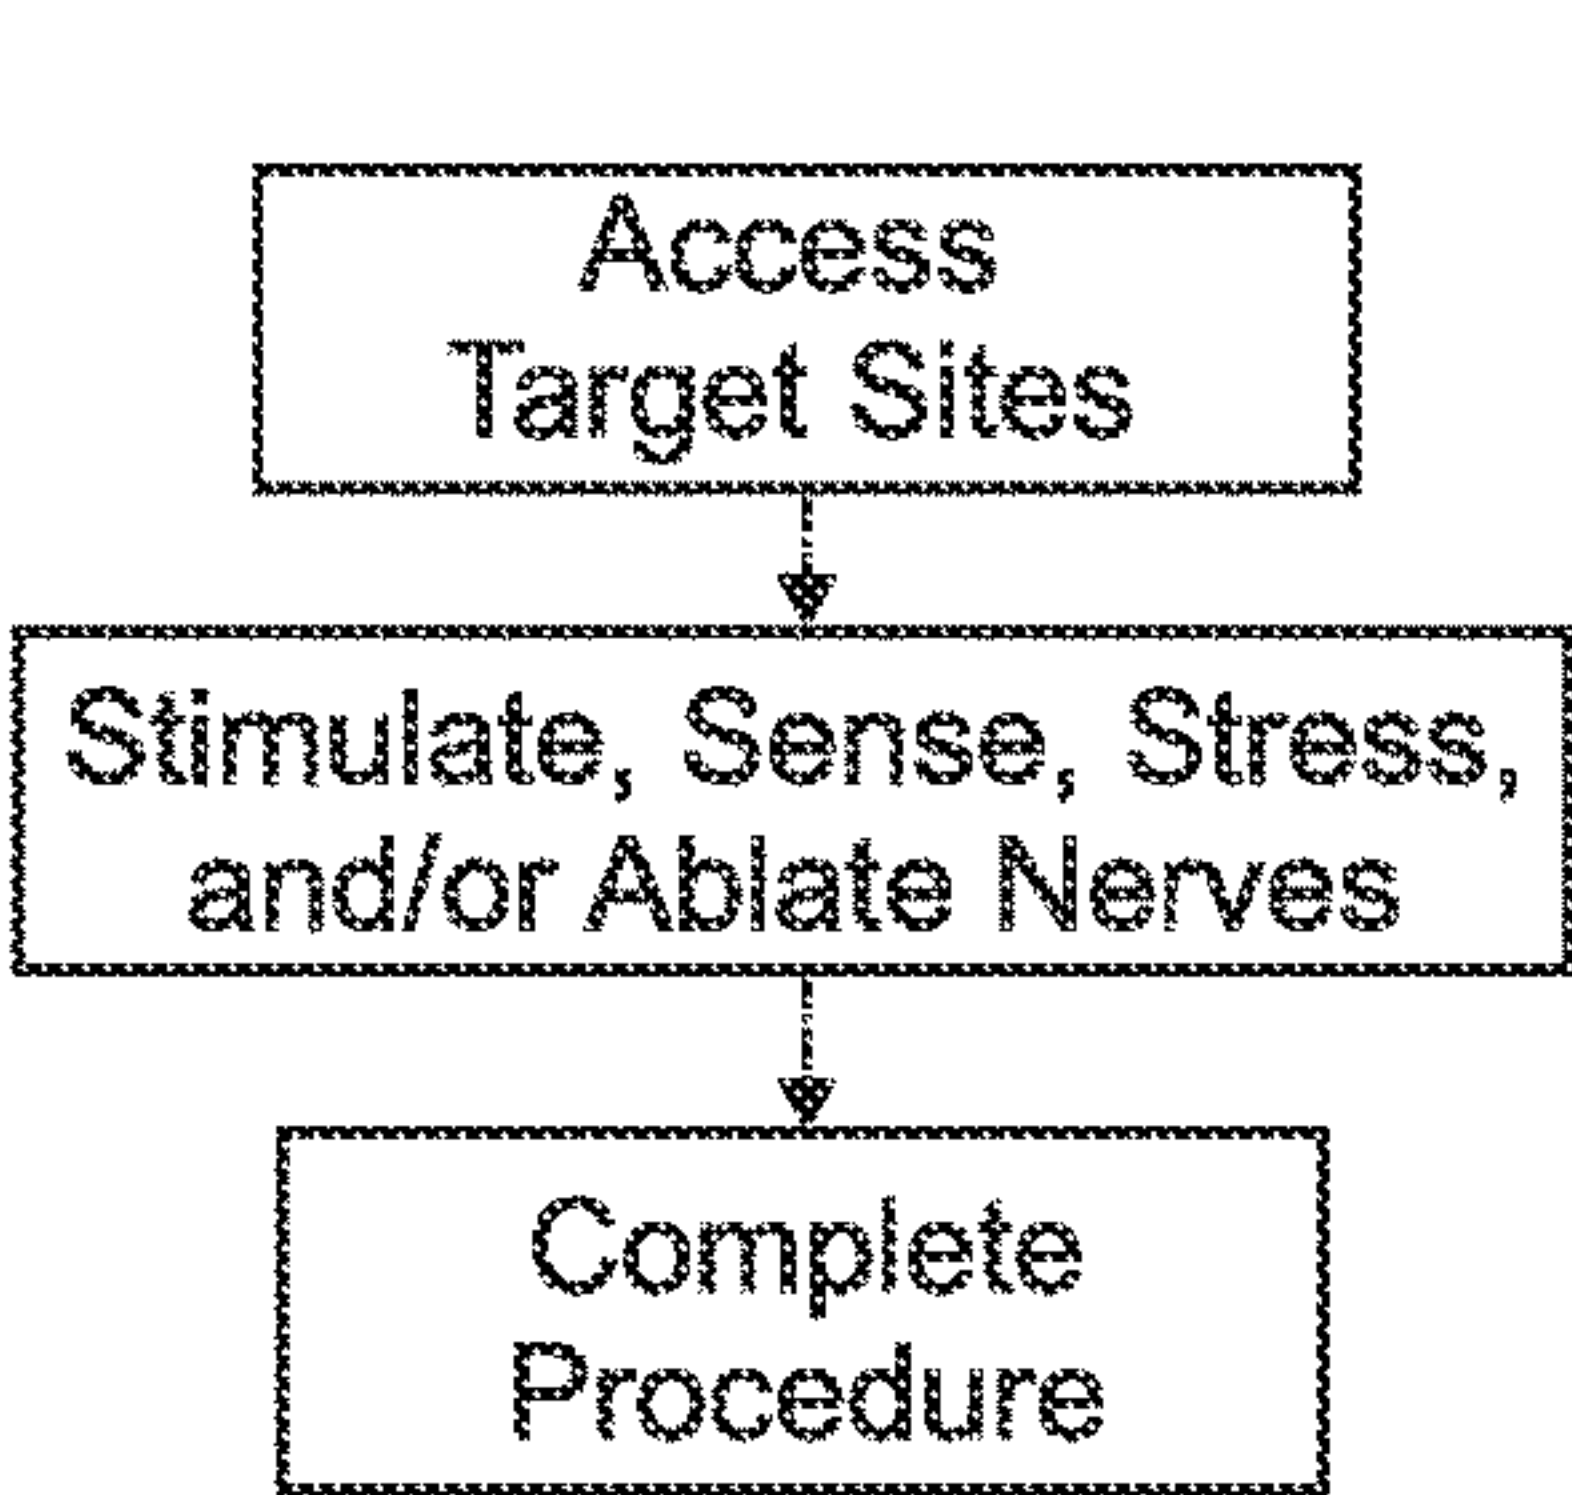 Access
Target Sites
Stimulate, Sense, Stress,
and/or Ablate Nerves
Complete
Procedure